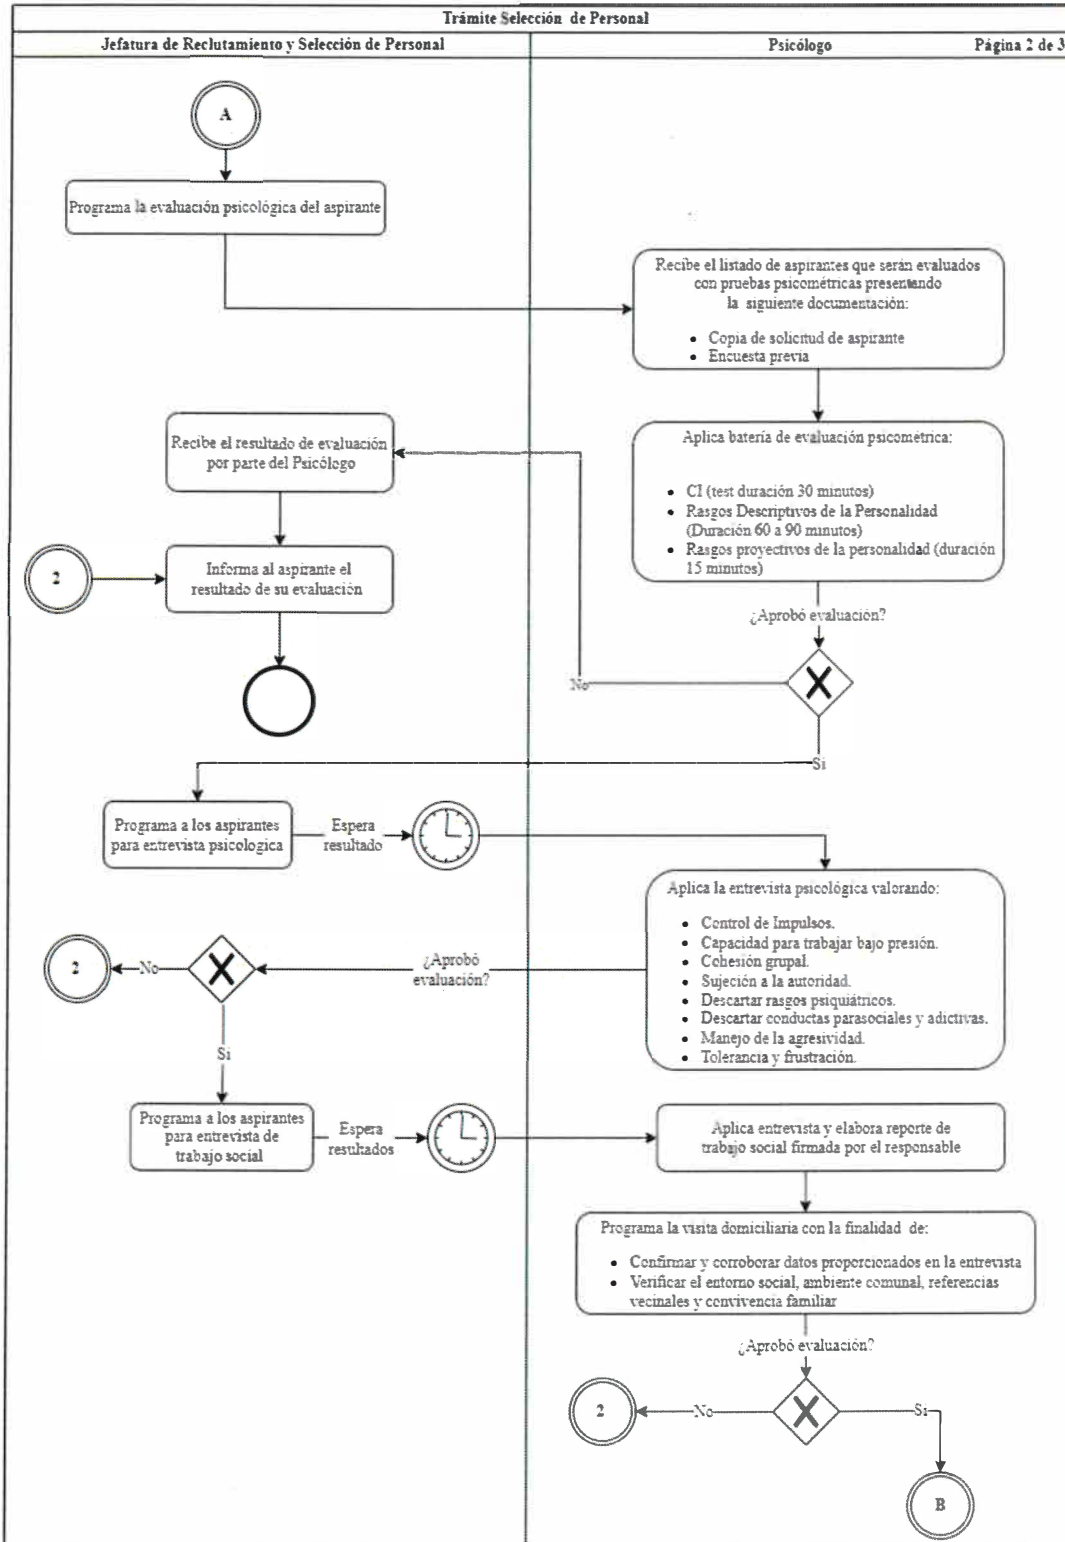 Trámite Selección de Personal
Jefatura de Reclutamiento y Selección de Personal
Psicólogo
Página 2 de 3
A
Programa la evaluación psicológica del aspirante
Recibe el listado de aspirantes que serán evaluados
con pruebas psicométricas presentando
la siguiente documentación:
• Copia de solicitud de aspirante
• Encuesta previa
Recibe el resultado de evaluación
por parte del Psicólogo
Aplica batería de evaluación psicometrica:
• CI (test duración 30 minutos)
• Rasgos Descriptivos de la Personalidad
(Duración 60 a 90 minutos)
• Rasgos proyectivos de la personalidad (duración
15 minutos)
2
Informa al aspirante el
resultado de su evaluación
¿Aprobó evaluación?
No
Si
Programa a los aspirantes
para entrevista psicologica
Espera
resultado
Aplica la entrevista psicológica valorando:
• Control de Impulsos.
• Capacidad para trabajar bajo presión.
• Cohesión grupal.
• Sujeción a la autoridad.
• Descartar rasgos psiquiátricos.
• Descartar conductas parasociales y adictivas.
• Manejo de la agresividad.
• Tolerancia y frustración.
¿Aprobó
evaluación?
No
2
Si
Programa a los aspirantes
para entrevista de
trabajo social
Espera
resultados
Aplica entrevista y elabora reporte de
trabajo social firmada por el responsable
Programa la visita domiciliaria con la finalidad de:
• Confirmar y corroborar datos proporcionados en la entrevista
• Verificar el entorno social, ambiente comunal, referencias
vecinales y convivencia familiar
¿Aprobó evaluación?
2
No
Si
B